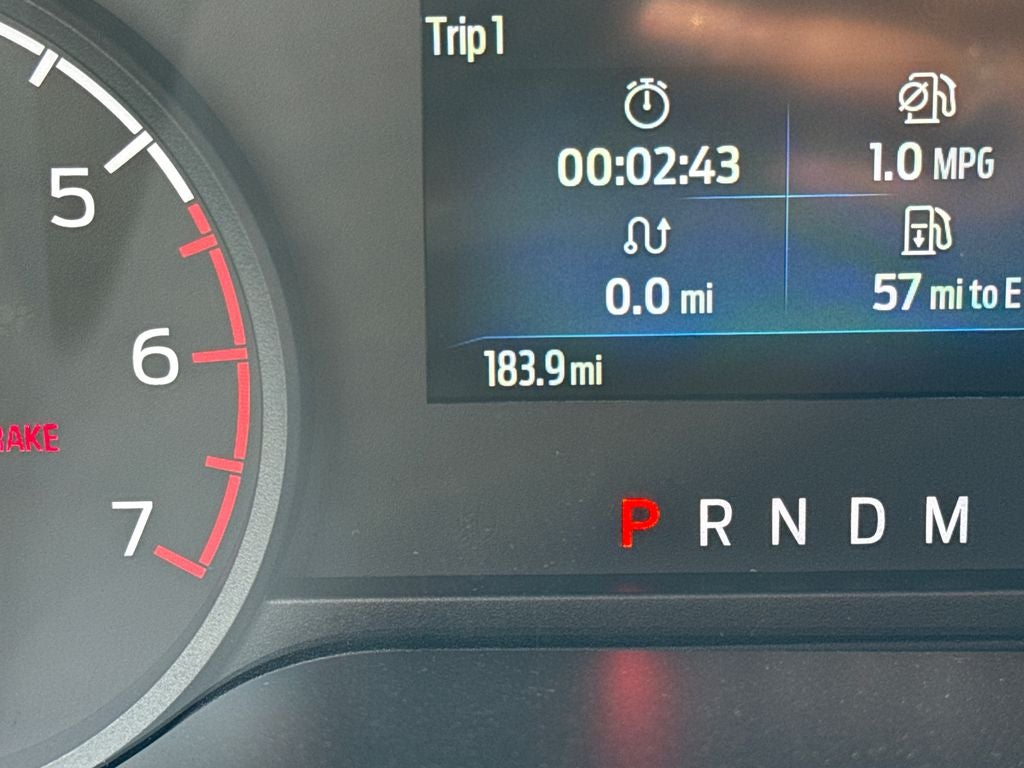 Trip 1
00:02:43
1.0 MPG
0.0 mi
57 mi to E
183.9 mi
5
6
7
P R N D M